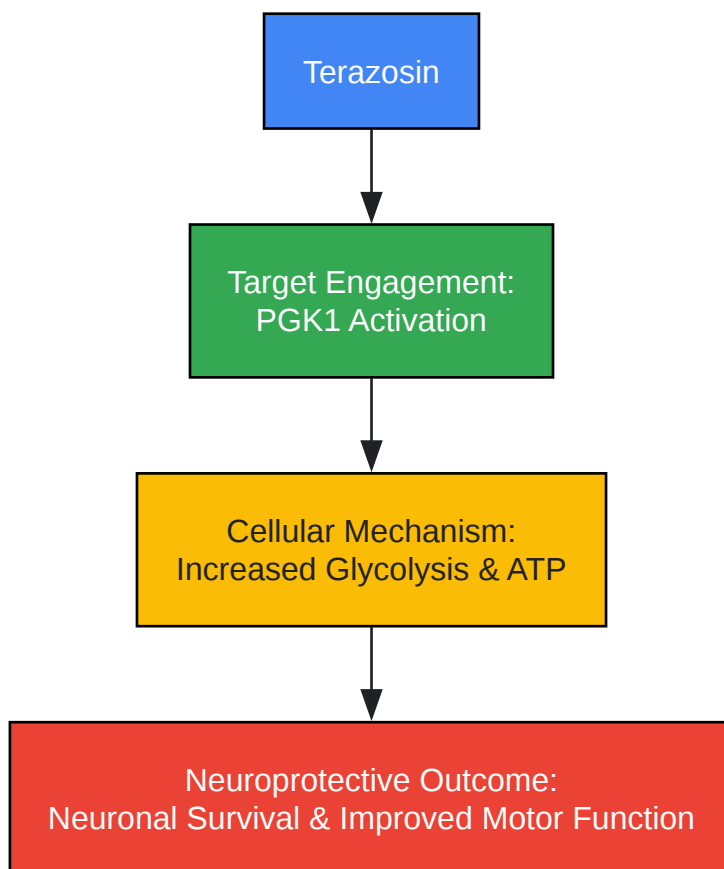 Terazosin
Target Engagement:
PGK1 Activation
Cellular Mechanism:
Increased Glycolysis & ATP
Neuroprotective Outcome:
Neuronal Survival & Improved Motor Function